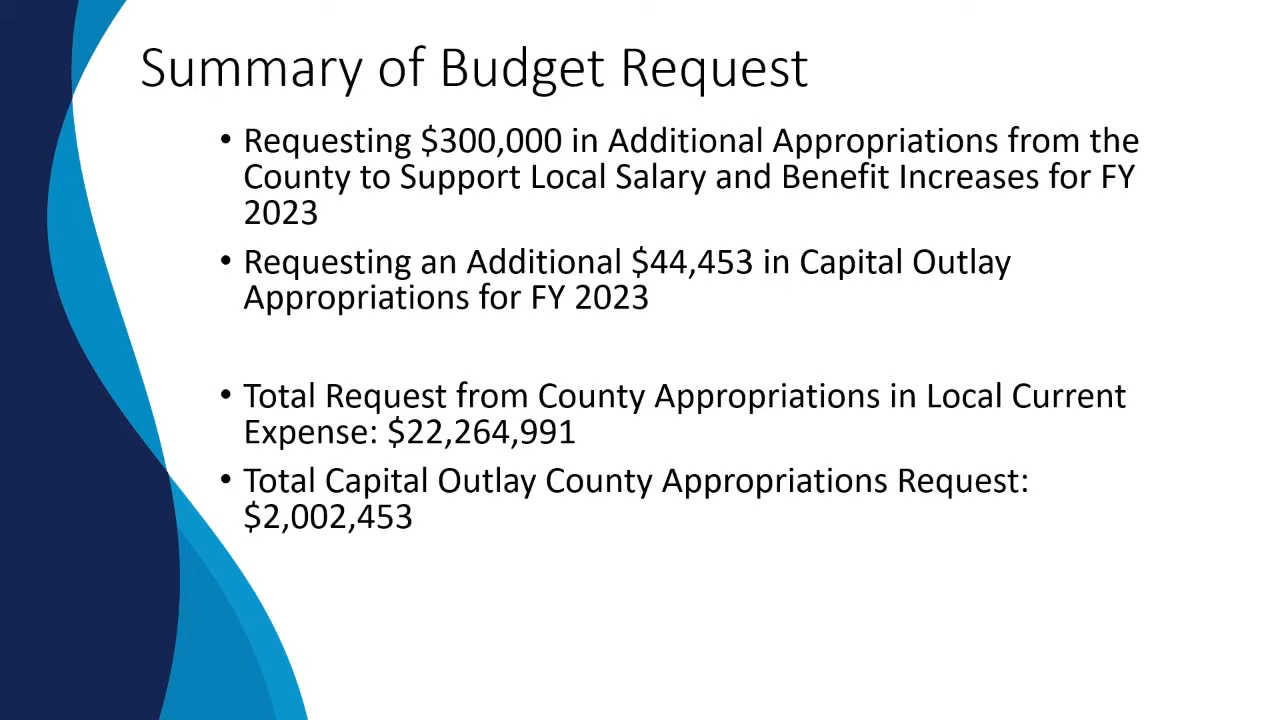 Summary of Budget Request
• Requesting $300,000 in Additional Appropriations from the
County to Support Local Salary and Benefit Increases for FY
2023
• Requesting an Additional $44,453 in Capital Outlay
Appropriations for FY 2023
• Total Request from County Appropriations in Local Current
Expense: $22,264,991
• Total Capital Outlay County Appropriations Request:
$2,002,453